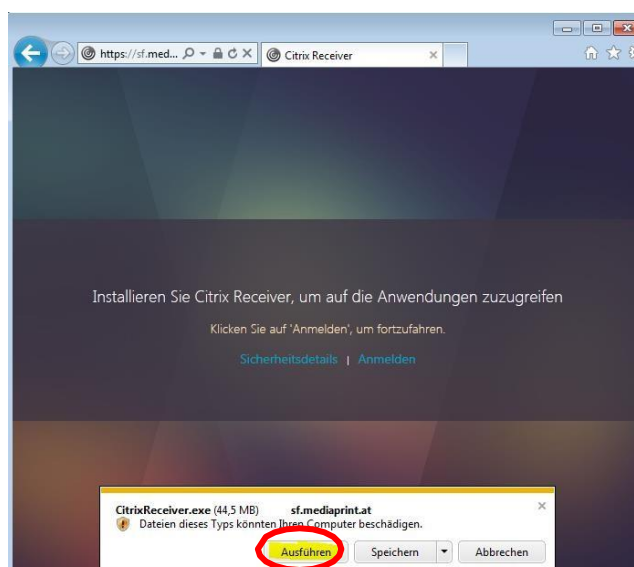 https://sf.med...
Citrix Receiver
Installieren Sie Citrix Receiver, um auf die Anwendungen zuzugreifen
Klicken Sie auf 'Anmelden', um fortzufahren.
Sicherheitsdetails | Anmelden
CitrixReceiver.exe (44,5 MB) sf.mediaprint.at
Dateien dieses Typs könnten Ihren Computer beschädigen.
Ausführen Speichern Abbrechen